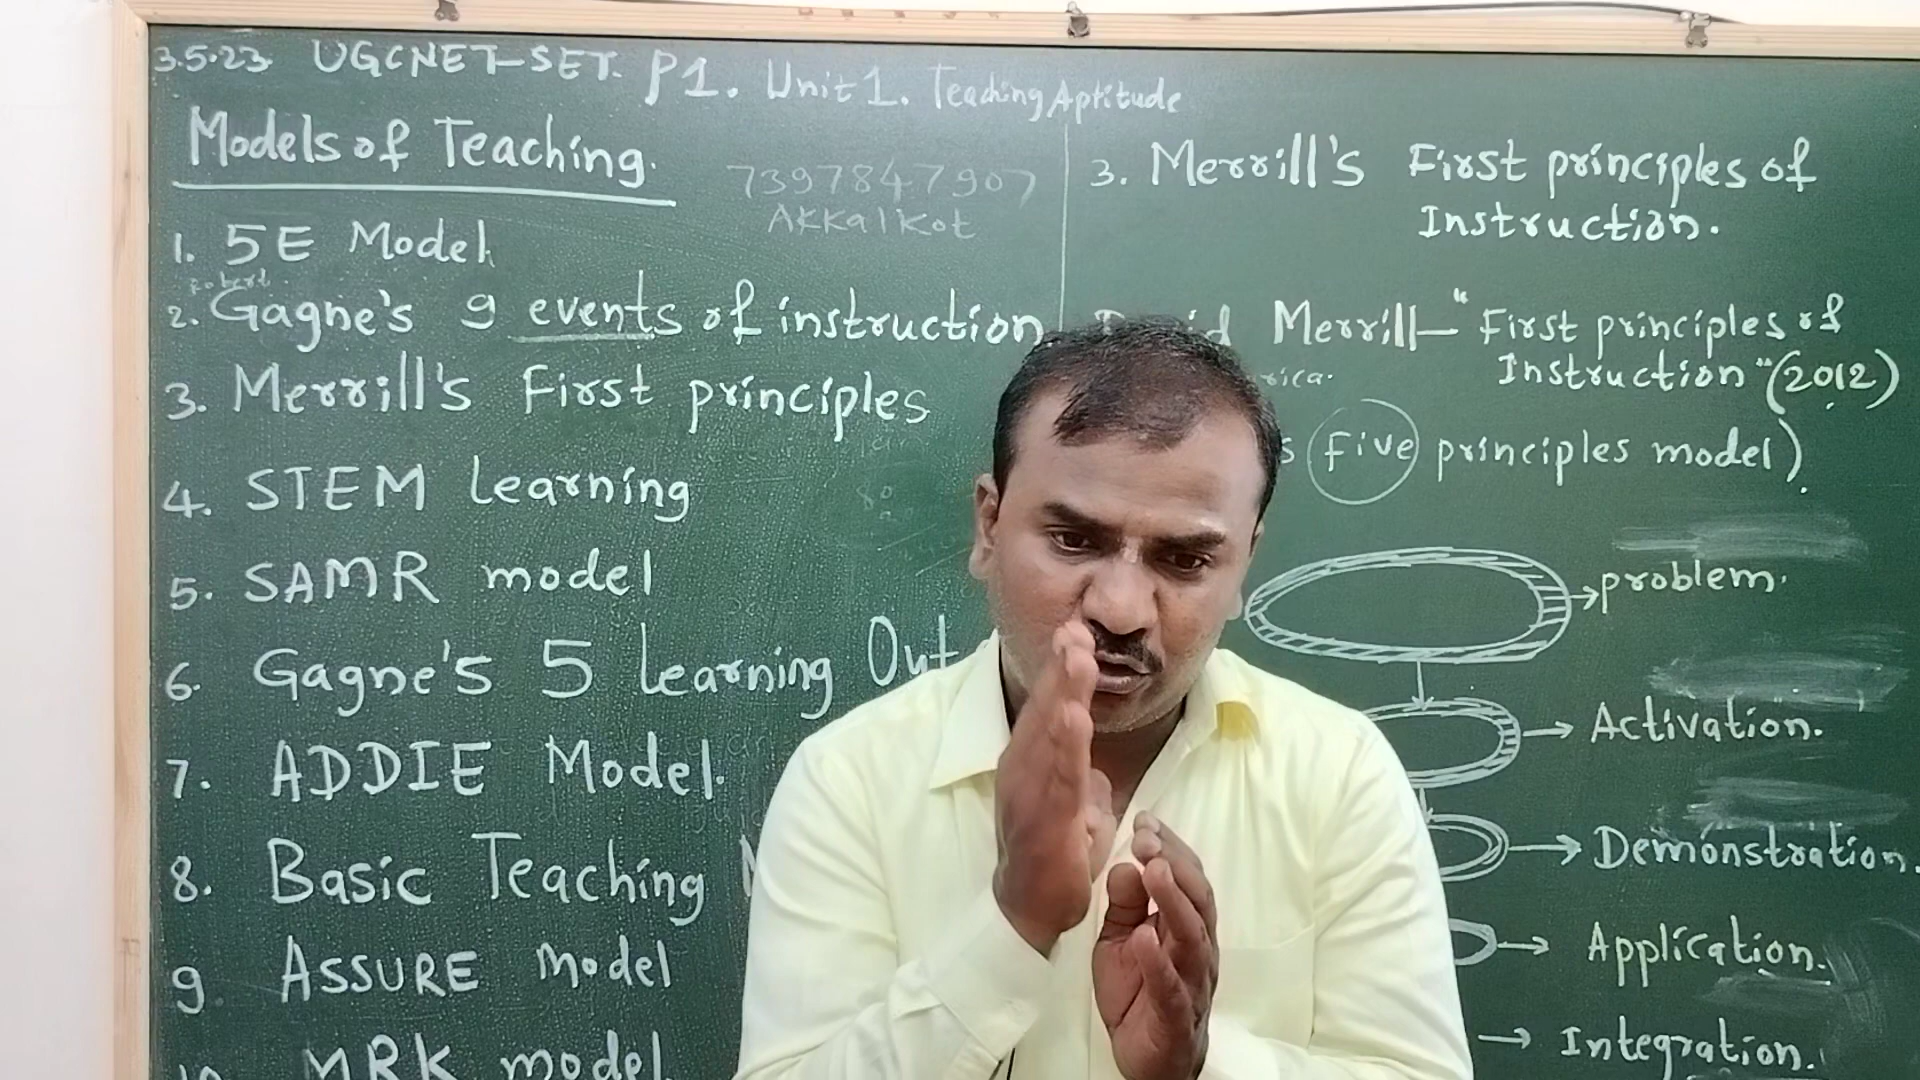 3.5.23 UGCNET-SET. P1. Unit 1. Teaching Aptitude
Models of Teaching.
7397847907
Akkalkot
1. 5E Model
Robert
2. Gagne's 9 events of instruction
3. Merrill's First principles
4. STEM Learning
5. SAMR model
6. Gagne's 5 Learning Out
7. ADDIE Model.
8. Basic Teaching
9. ASSURE Model
10. MRK model
3. Merrill's First principles of
Instruction.
Merrill— "First principles of
Instruction" (2012)
five principles model).
→problem.
→ Activation.
→ Demonstration.
→ Application.
→ Integration.